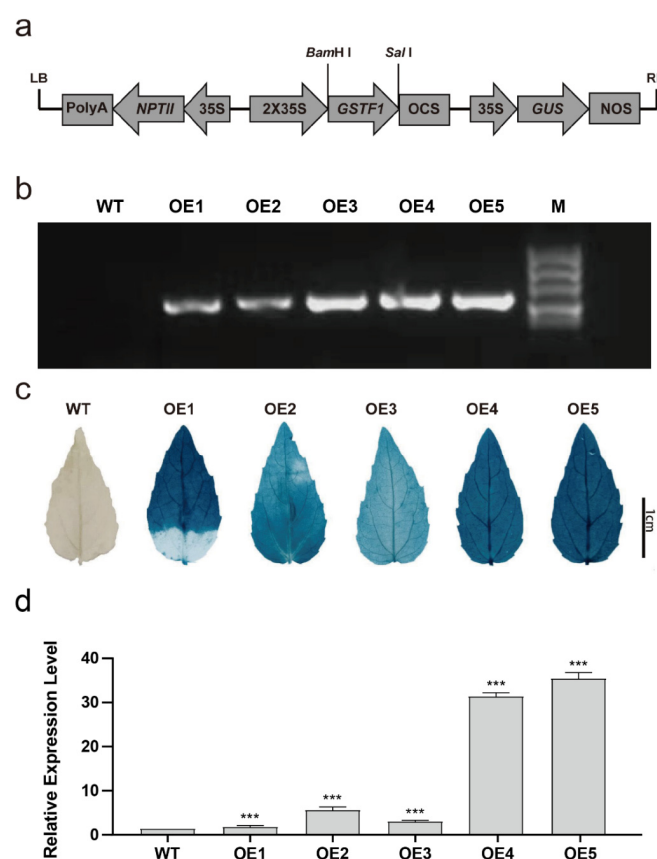 a
BamH I SalI
LB R
PolyA NPTII 35S 2X35S GSTF1 OCS 35S GUS NOS
b
WT OE1 OE2 OE3 OE4 OE5 M
c
WT OE1 OE2 OE3 OE4 OE5
1cm
d
Relative Expression Level
40
30
20
10
0
*** *** *** *** ***
WT OE1 OE2 OE3 OE4 OE5